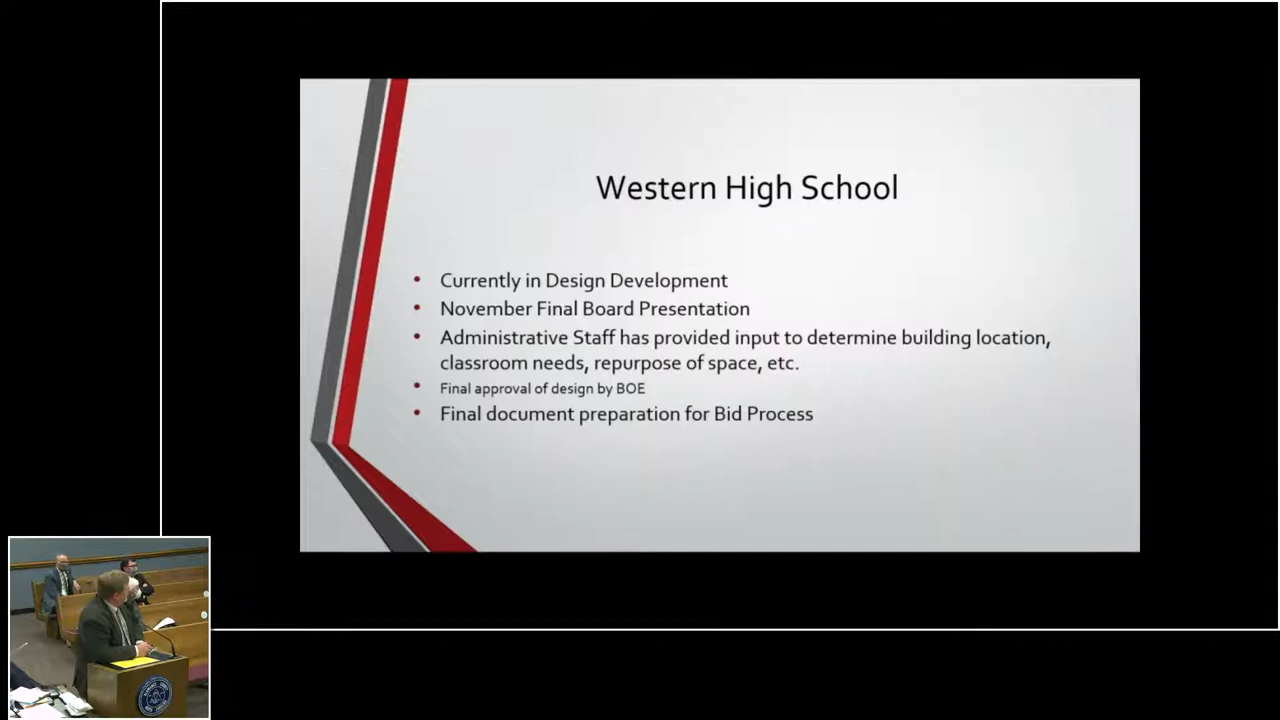 Western High School
• Currently in Design Development
• November Final Board Presentation
• Administrative Staff has provided input to determine building location,
classroom needs, repurpose of space, etc.
• Final approval of design by BOE
• Final document preparation for Bid Process